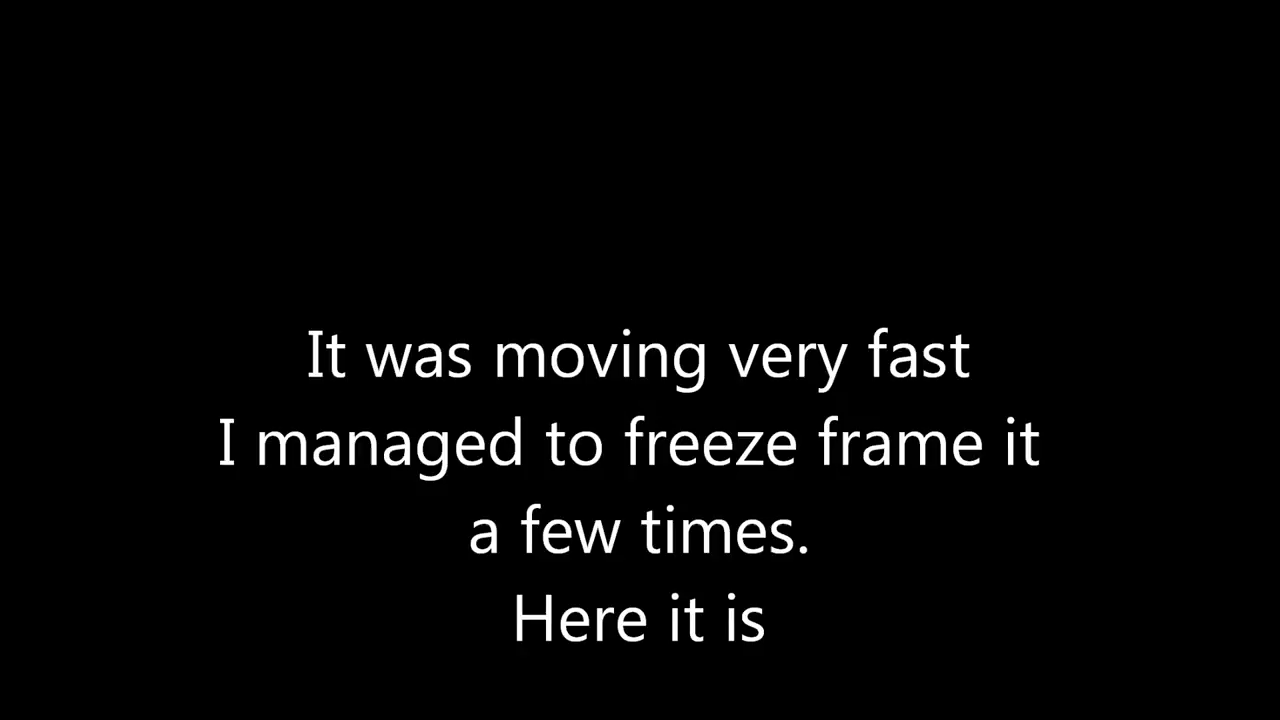 It was moving very fast
I managed to freeze frame it
a few times.
Here it is